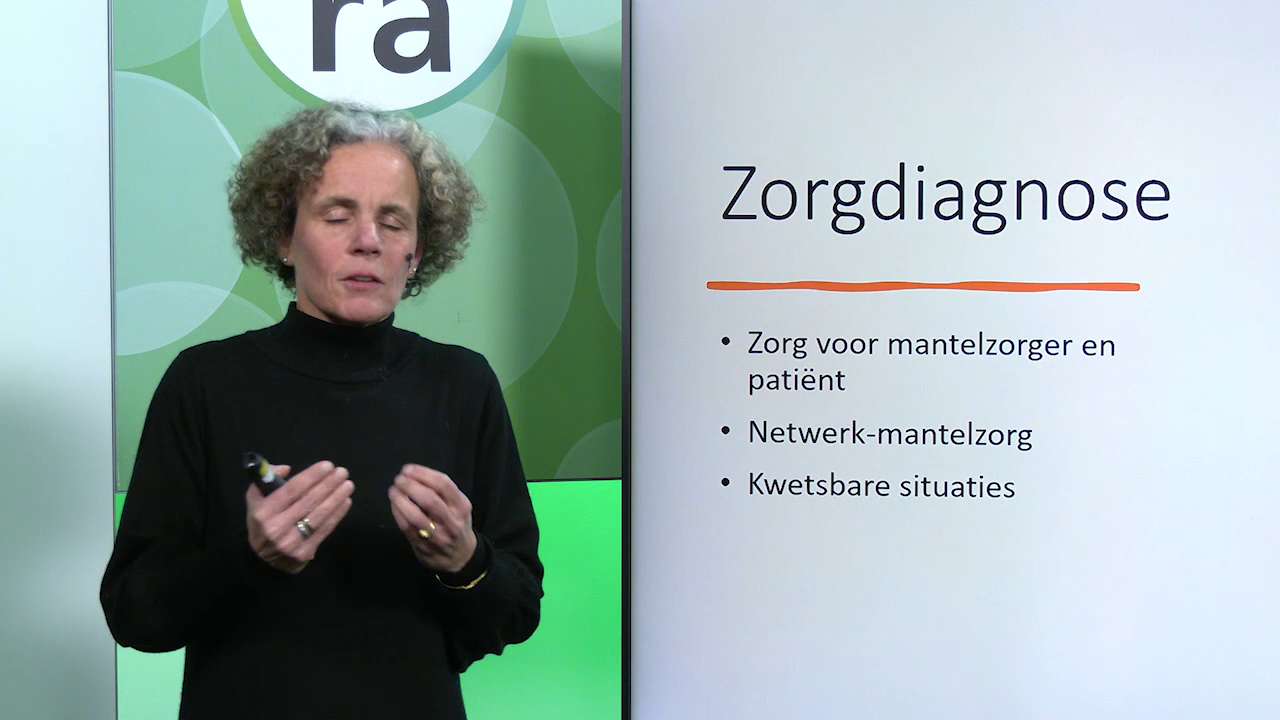 ra
Zorgdiagnose
• Zorg voor mantelzorger en
patiënt
• Netwerk-mantelzorg
• Kwetsbare situaties